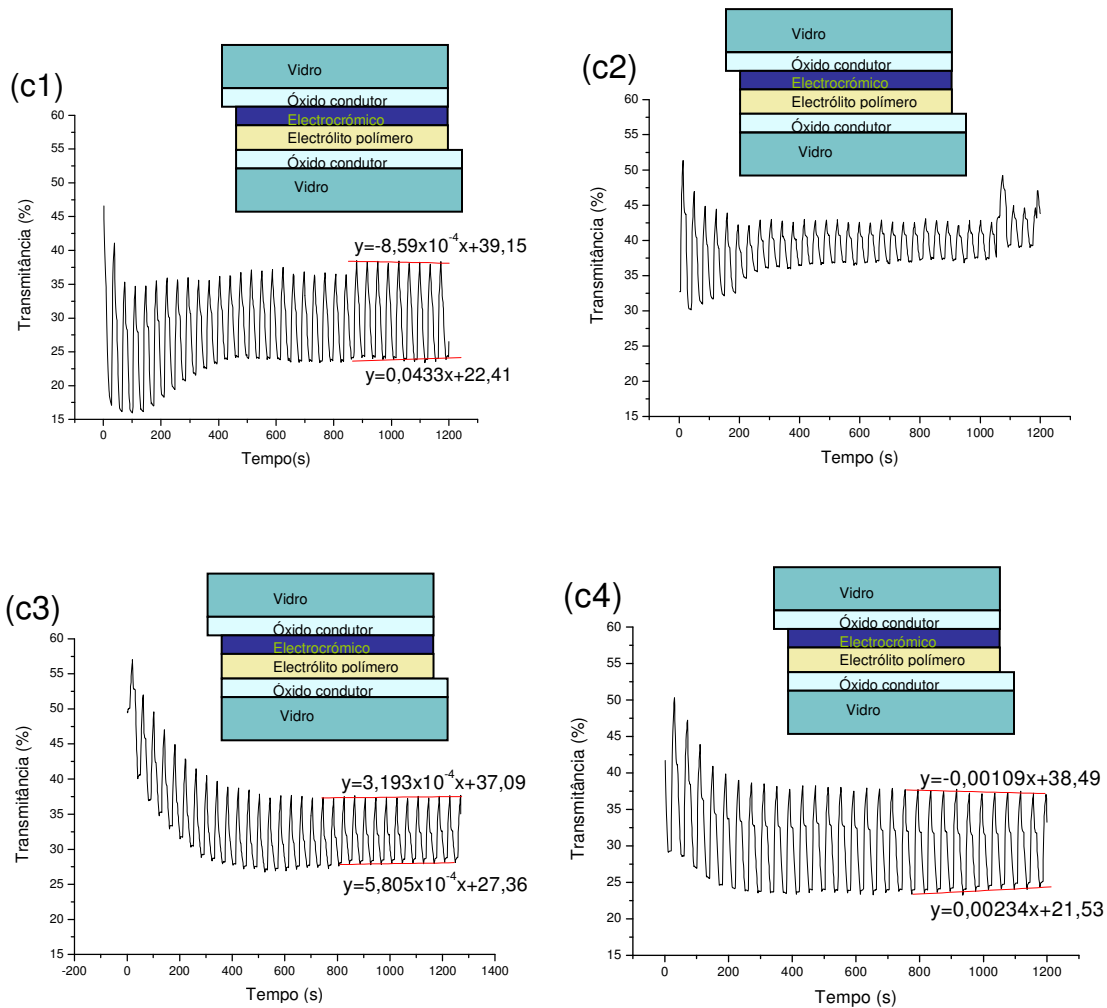 (c1)
Vidro
Óxido condutor
Electrocrómico
Electrólito polímero
Óxido condutor
Vidro
60
55
50
45
40
35
30
25
20
15
Transmitância (%)
y=-8,59x10⁻⁴x+39,15
y=0,0433x+22,41
0 200 400 600 800 1000 1200
Tempo(s)
(c2)
Vidro
Óxido condutor
Electrocrómico
Electrólito polímero
Óxido condutor
Vidro
60
55
50
45
40
35
30
25
20
15
Transmitância (%)
0 200 400 600 800 1000 1200
Tempo (s)
(c3)
Vidro
Óxido condutor
Electrocrómico
Electrólito polímero
Óxido condutor
Vidro
60
55
50
45
40
35
30
25
20
15
Transmitância (%)
y=3,193x10⁻⁴x+37,09
y=5,805x10⁻⁴x+27,36
-200 0 200 400 600 800 1000 1200 1400
Tempo (s)
(c4)
Vidro
Óxido condutor
Electrocrómico
Electrólito polímero
Óxido condutor
Vidro
60
55
50
45
40
35
30
25
20
15
Transmitância (%)
y=-0,00109x+38,49
y=0,00234x+21,53
0 200 400 600 800 1000 1200
Tempo (s)